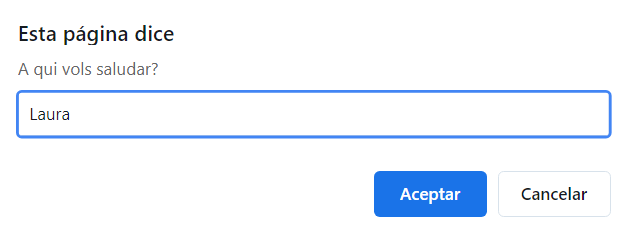 Esta página dice
A qui vols saludar?
Laura
Aceptar Cancelar